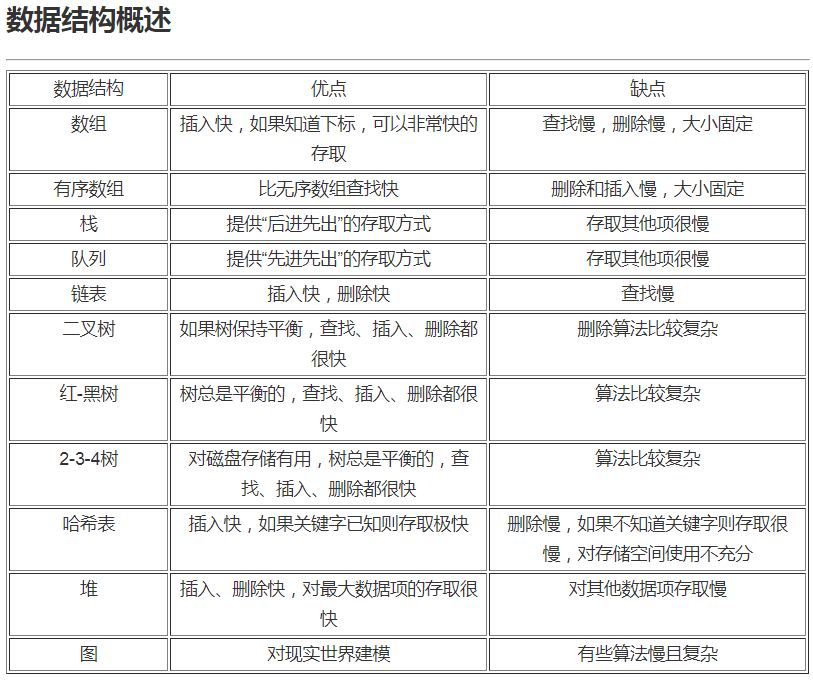 数据结构概述
数据结构 优点 缺点
数组 插入快，如果知道下标，可以非常快的 查找慢，删除慢，大小固定
存取
有序数组 比无序数组查找快 删除和插入慢，大小固定
栈 提供“后进先出”的存取方式 存取其他项很慢
队列 提供“先进先出”的存取方式 存取其他项很慢
链表 插入快，删除快 查找慢
二叉树 如果树保持平衡，查找、插入、删除都 删除算法比较复杂
很快
红-黑树 树总是平衡的，查找、插入、删除都很 算法比较复杂
快
2-3-4树 对磁盘存储有用，树总是平衡的，查 算法比较复杂
找、插入、删除都很快
哈希表 插入快，如果关键字已知则存取极快 删除慢，如果不知道关键字则存取很
慢，对存储空间使用不充分
堆 插入、删除快，对最大数据项的存取很 对其他数据项存取慢
快
图 对现实世界建模 有些算法慢且复杂